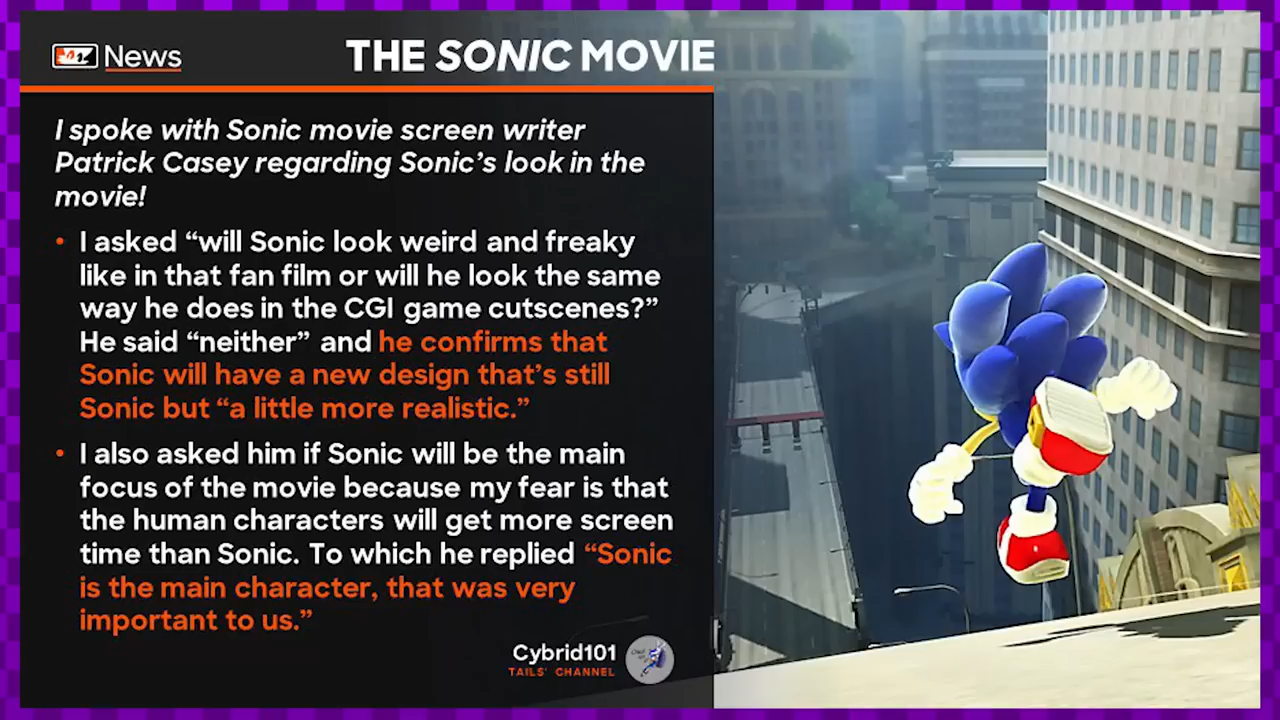 News
THE SONIC MOVIE
I spoke with Sonic movie screen writer
Patrick Casey regarding Sonic’s look in the
movie!
• I asked “will Sonic look weird and freaky
like in that fan film or will he look the same
way he does in the CGI game cutscenes?”
He said “neither” and he confirms that
Sonic will have a new design that’s still
Sonic but “a little more realistic.”
• I also asked him if Sonic will be the main
focus of the movie because my fear is that
the human characters will get more screen
time than Sonic. To which he replied “Sonic
is the main character, that was very
important to us.”
Cybrid101
TAILS’ CHANNEL